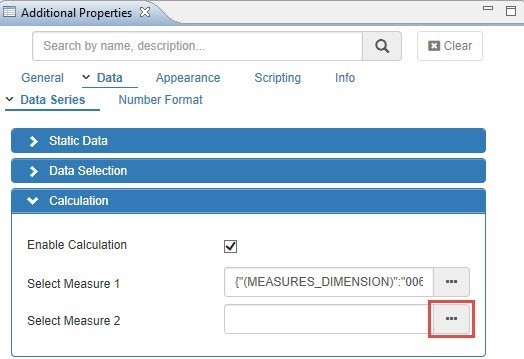 Additional Properties
Search by name, description...
Clear
General Data Appearance Scripting Info
Data Series Number Format
Static Data
Data Selection
Calculation
Enable Calculation
Select Measure 1 {"(MEASURES_DIMENSION)":"006 ...
Select Measure 2 ...